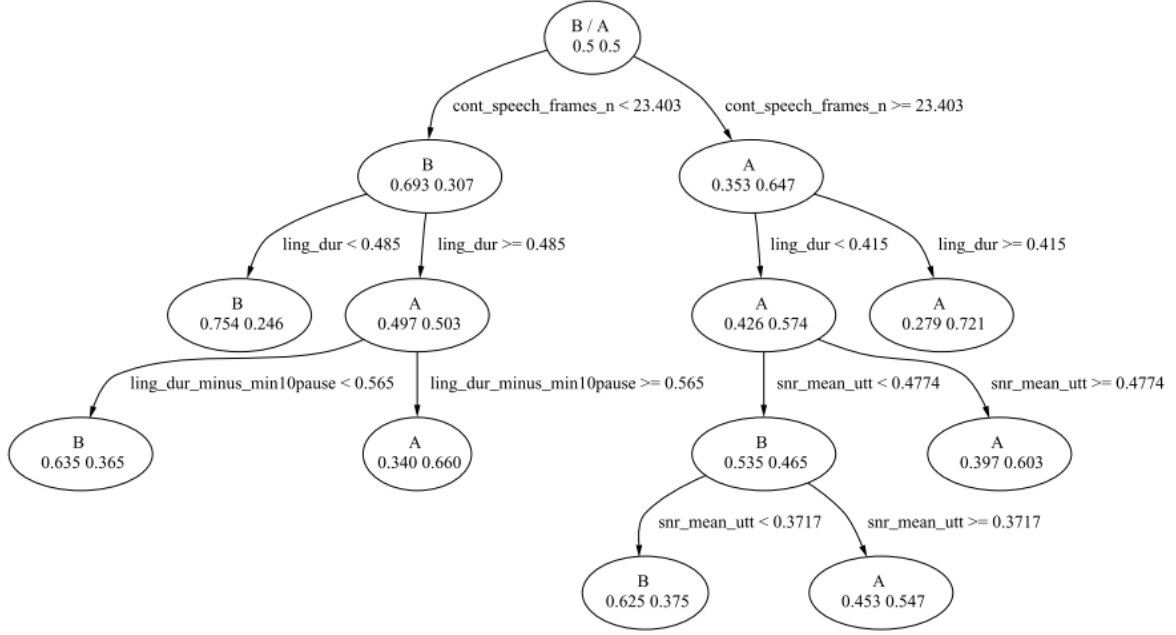 B / A
0.5 0.5
cont_speech_frames_n < 23.403
cont_speech_frames_n >= 23.403
B
0.693 0.307
A
0.353 0.647
ling_dur < 0.485
ling_dur >= 0.485
ling_dur < 0.415
ling_dur >= 0.415
B
0.754 0.246
A
0.497 0.503
A
0.426 0.574
A
0.279 0.721
ling_dur_minus_min10pause < 0.565
ling_dur_minus_min10pause >= 0.565
snr_mean_utt < 0.4774
snr_mean_utt >= 0.4774
B
0.635 0.365
A
0.340 0.660
B
0.535 0.465
A
0.397 0.603
snr_mean_utt < 0.3717
snr_mean_utt >= 0.3717
B
0.625 0.375
A
0.453 0.547